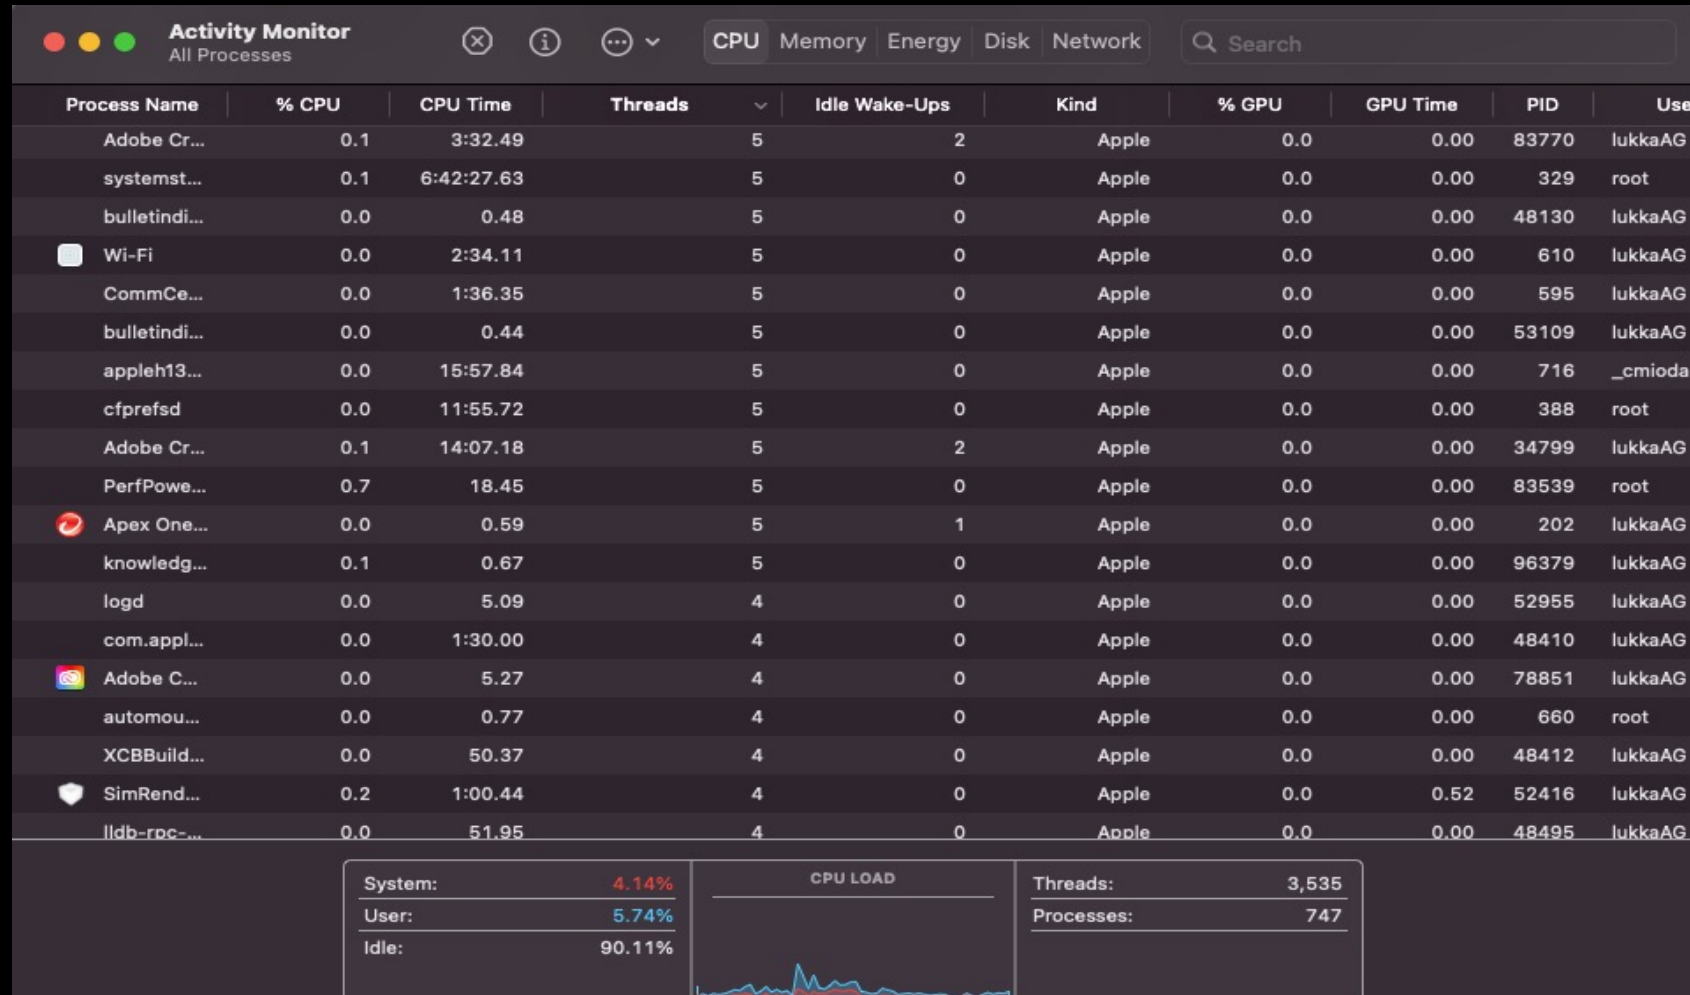 Activity Monitor
All Processes
CPU Memory Energy Disk Network Search
Process Name % CPU CPU Time Threads Idle Wake-Ups Kind % GPU GPU Time PID Use
Adobe Cr... 0.1 3:32.49 5 2 Apple 0.0 0.00 83770 lukkaAG
systemst... 0.1 6:42:27.63 5 0 Apple 0.0 0.00 329 root
bulletindi... 0.0 0.48 5 0 Apple 0.0 0.00 48130 lukkaAG
Wi-Fi 0.0 2:34.11 5 0 Apple 0.0 0.00 610 lukkaAG
CommCe... 0.0 1:36.35 5 0 Apple 0.0 0.00 595 lukkaAG
bulletindi... 0.0 0.44 5 0 Apple 0.0 0.00 53109 lukkaAG
appleh13... 0.0 15:57.84 5 0 Apple 0.0 0.00 716 _cmioda
cfprefsd 0.0 11:55.72 5 0 Apple 0.0 0.00 388 root
Adobe Cr... 0.1 14:07.18 5 2 Apple 0.0 0.00 34799 lukkaAG
PerfPowe... 0.7 18.45 5 0 Apple 0.0 0.00 83539 root
Apex One... 0.0 0.59 5 1 Apple 0.0 0.00 202 lukkaAG
knowledg... 0.1 0.67 5 0 Apple 0.0 0.00 96379 lukkaAG
logd 0.0 5.09 4 0 Apple 0.0 0.00 52955 lukkaAG
com.appl... 0.0 1:30.00 4 0 Apple 0.0 0.00 48410 lukkaAG
Adobe C... 0.0 5.27 4 0 Apple 0.0 0.00 78851 lukkaAG
automou... 0.0 0.77 4 0 Apple 0.0 0.00 660 root
XCBBuild... 0.0 50.37 4 0 Apple 0.0 0.00 48412 lukkaAG
SimRend... 0.2 1:00.44 4 0 Apple 0.0 0.52 52416 lukkaAG
lldb-rpc-... 0.0 51.95 4 0 Apple 0.0 0.00 48495 lukkaAG
System: 4.14% CPU LOAD Threads: 3,535
User: 5.74% Processes: 747
Idle: 90.11%